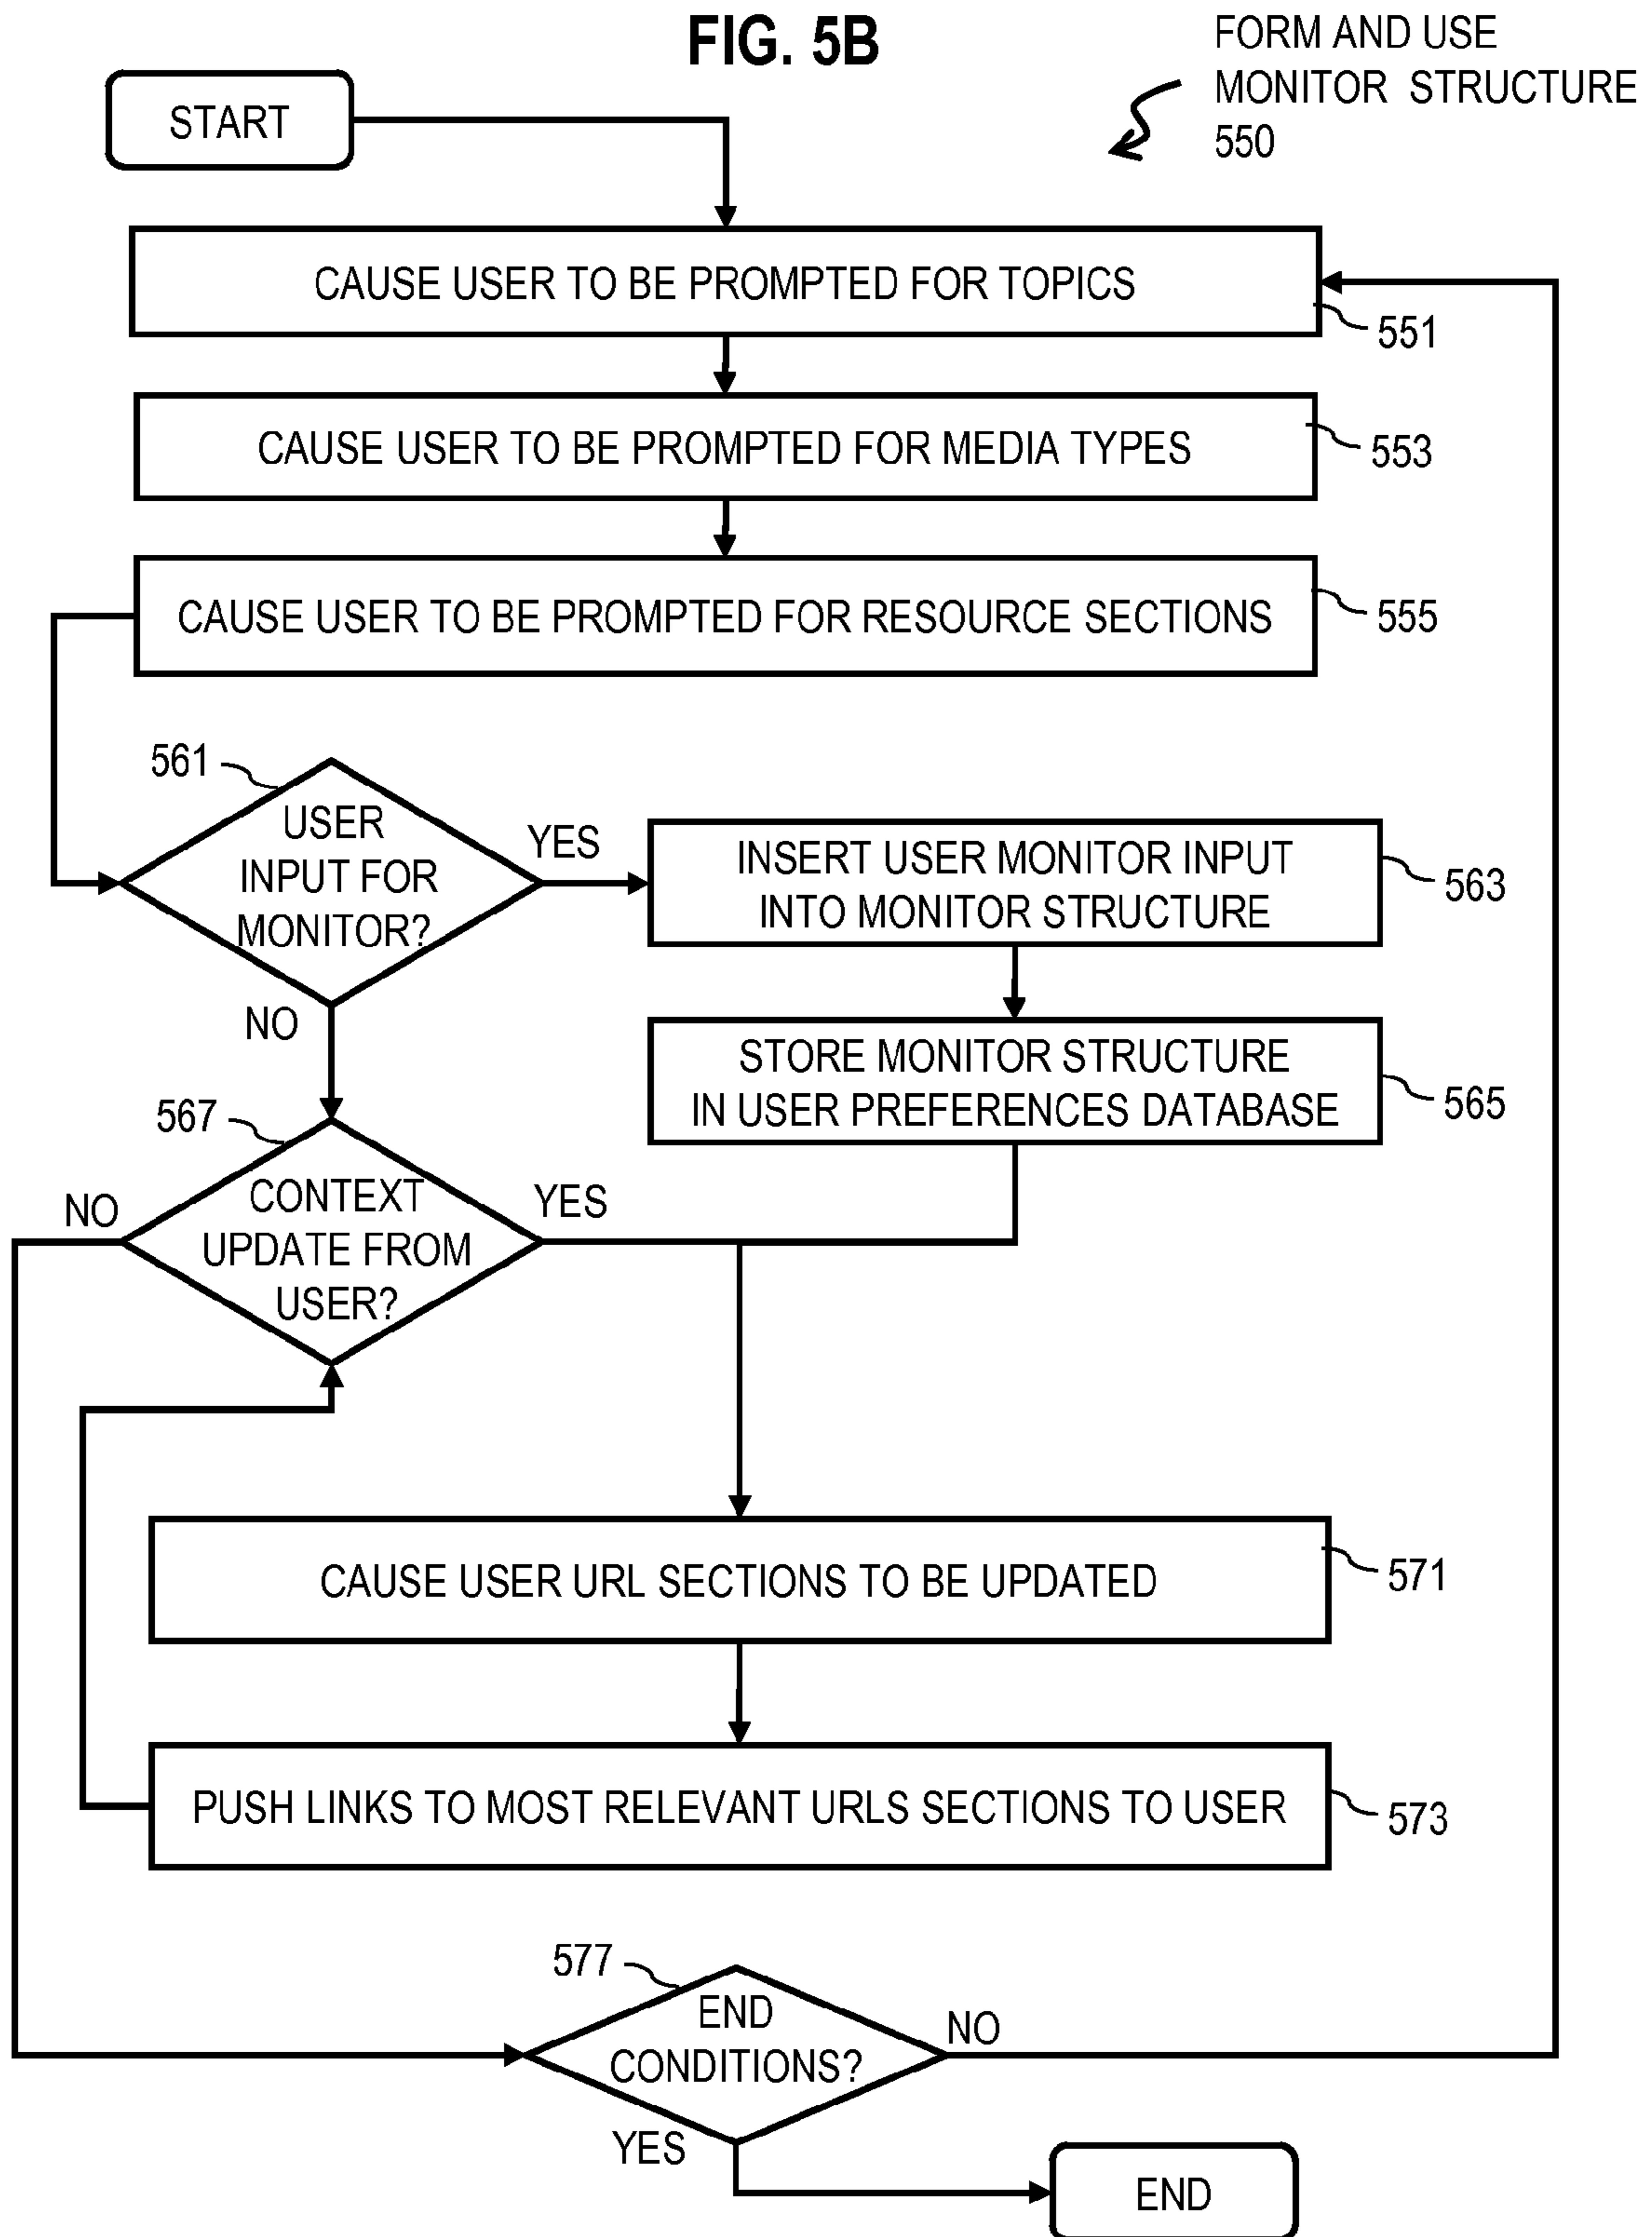 FIG. 5B
FORM AND USE
MONITOR STRUCTURE
550
START
CAUSE USER TO BE PROMPTED FOR TOPICS
551
CAUSE USER TO BE PROMPTED FOR MEDIA TYPES
553
CAUSE USER TO BE PROMPTED FOR RESOURCE SECTIONS
555
561
USER
INPUT FOR
MONITOR?
YES
NO
INSERT USER MONITOR INPUT
INTO MONITOR STRUCTURE
563
STORE MONITOR STRUCTURE
IN USER PREFERENCES DATABASE
565
567
CONTEXT
UPDATE FROM
USER?
NO
YES
CAUSE USER URL SECTIONS TO BE UPDATED
571
PUSH LINKS TO MOST RELEVANT URLS SECTIONS TO USER
573
577
END
CONDITIONS?
NO
YES
END